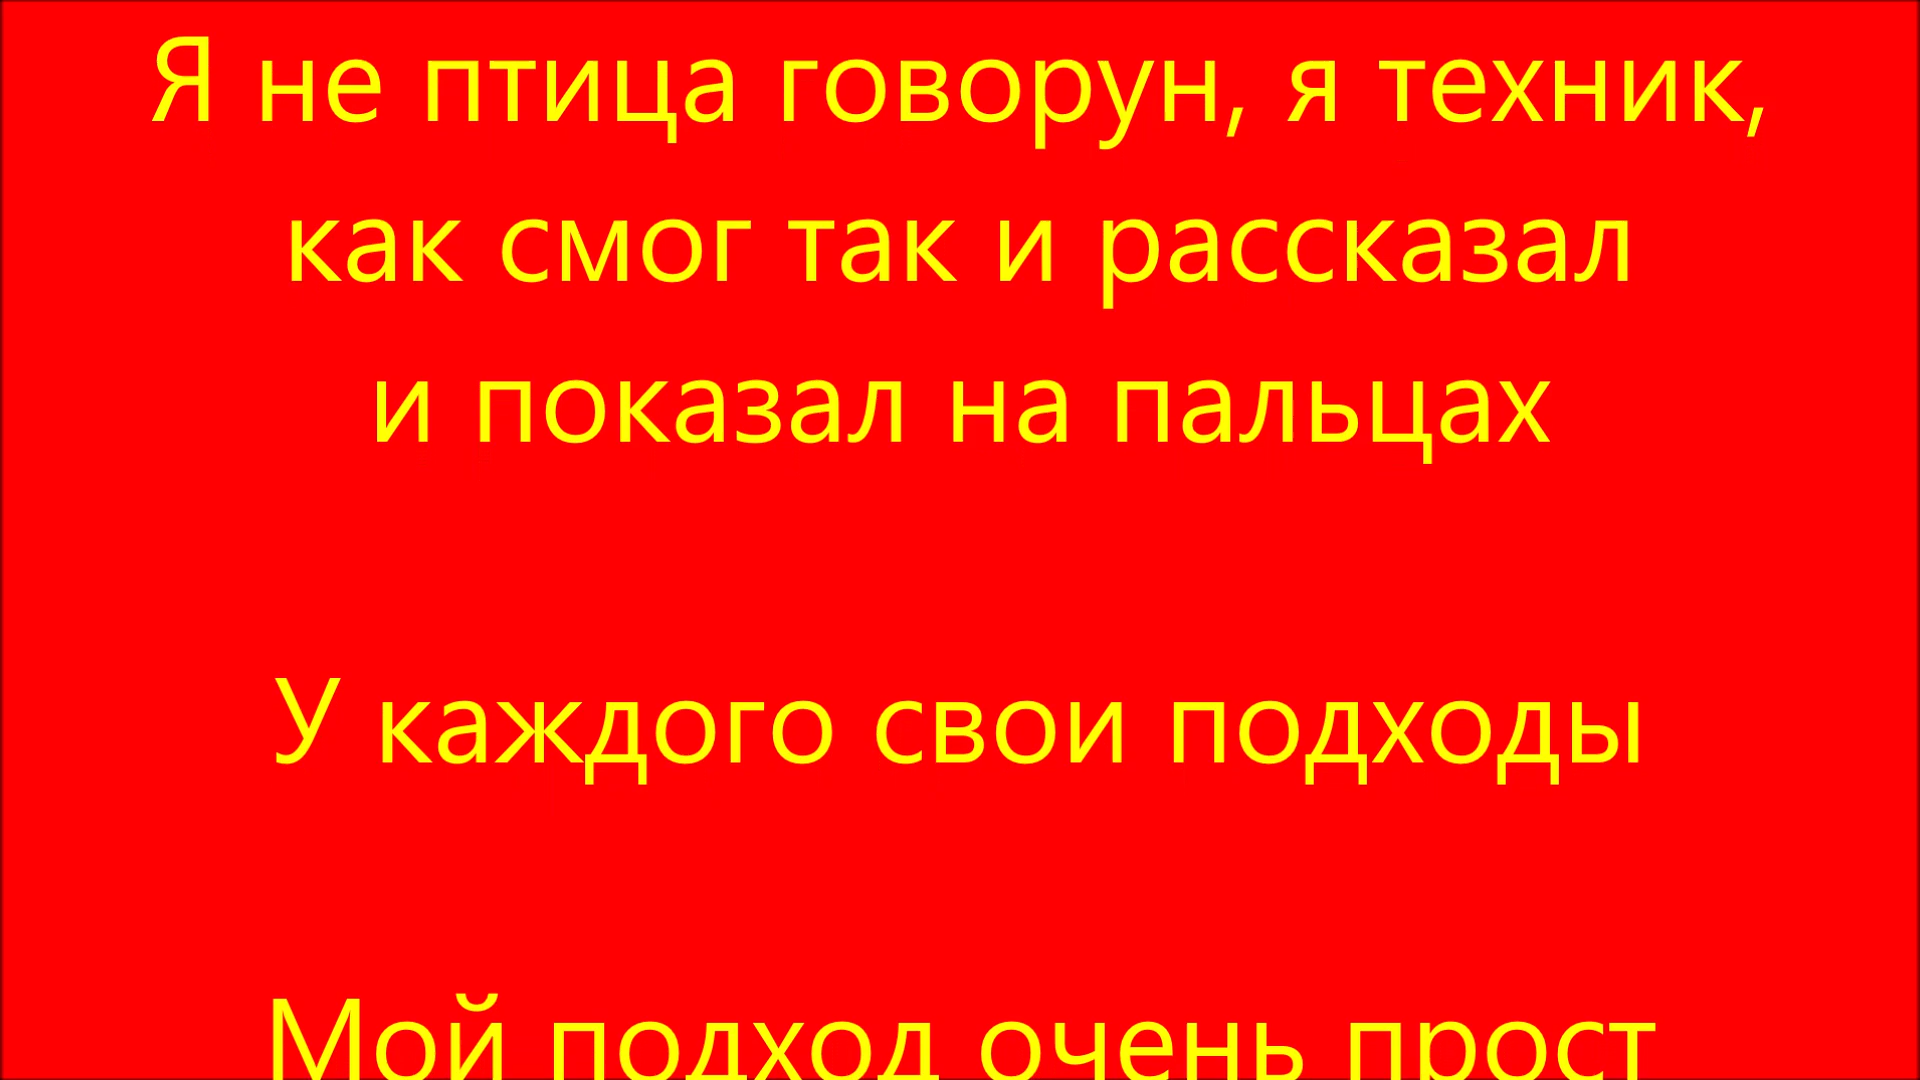 Я не птица говорун, я техник,
как смог так и рассказал
и показал на пальцах
У каждого свои подходы
Мой подход очень прост